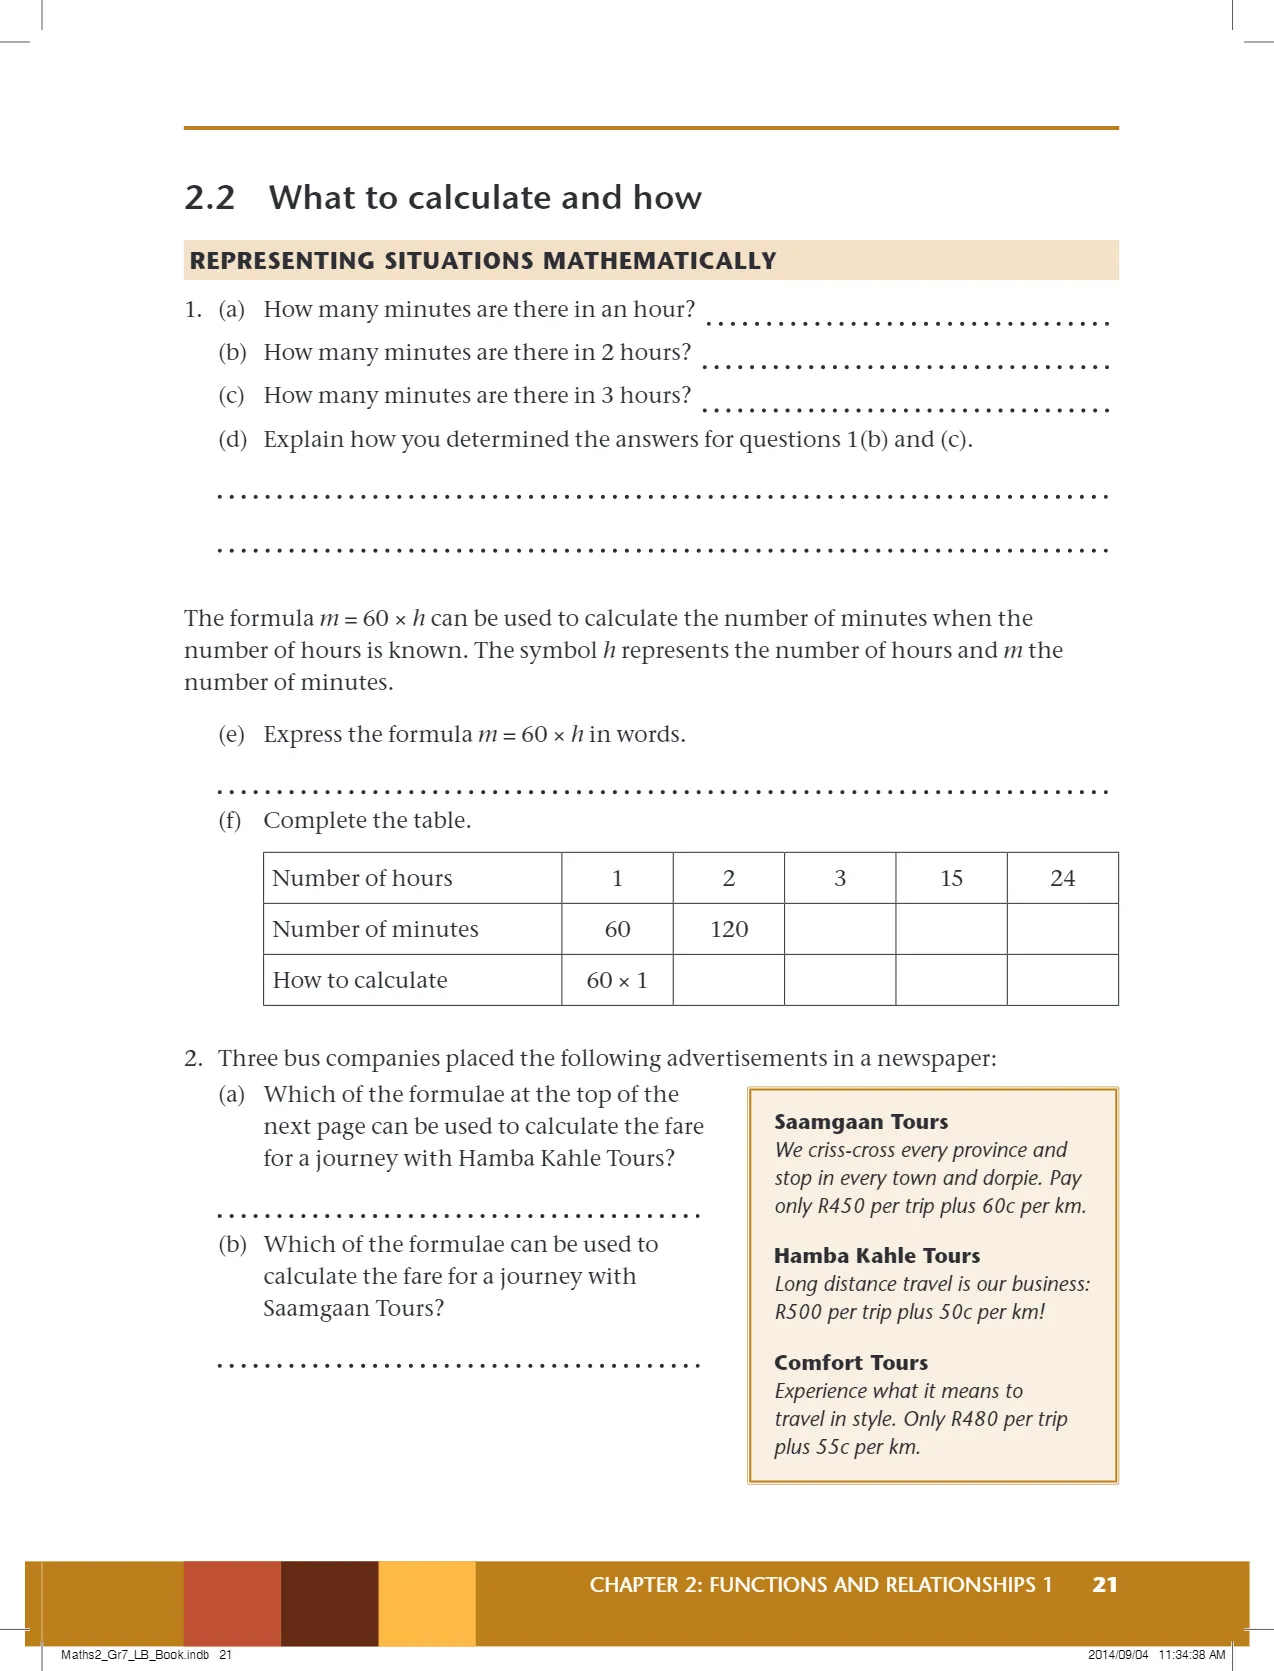 2.2 What to calculate and how
REPRESENTING SITUATIONS MATHEMATICALLY
1. (a) How many minutes are there in an hour?
(b) How many minutes are there in 2 hours?
(c) How many minutes are there in 3 hours?
(d) Explain how you determined the answers for questions 1(b) and (c).
The formula m = 60 × h can be used to calculate the number of minutes when the
number of hours is known. The symbol h represents the number of hours and m the
number of minutes.
(e) Express the formula m = 60 × h in words.
(f) Complete the table.
Number of hours 1 2 3 15 24
Number of minutes 60 120
How to calculate 60 × 1
2. Three bus companies placed the following advertisements in a newspaper:
(a) Which of the formulae at the top of the
next page can be used to calculate the fare
for a journey with Hamba Kahle Tours?
(b) Which of the formulae can be used to
calculate the fare for a journey with
Saamgaan Tours?
Saamgaan Tours
We criss-cross every province and
stop in every town and dorpie. Pay
only R450 per trip plus 60c per km.
Hamba Kahle Tours
Long distance travel is our business:
R500 per trip plus 50c per km!
Comfort Tours
Experience what it means to
travel in style. Only R480 per trip
plus 55c per km.
CHAPTER 2: FUNCTIONS AND RELATIONSHIPS 1 21
Maths2_Gr7_LB_Book.indb 21 2014/09/04 11:34:38 AM